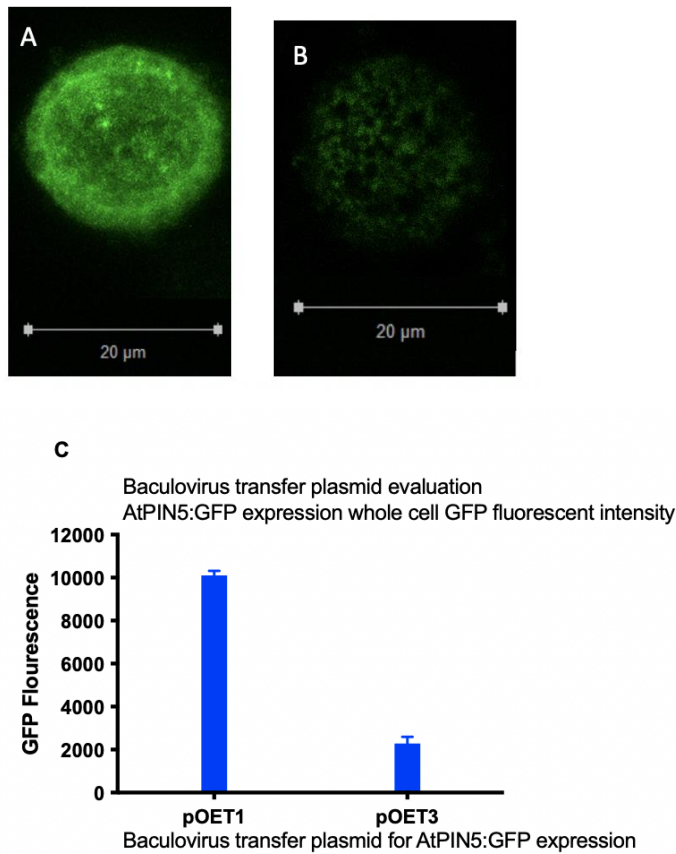 A
B
20 µm
20 µm
C
Baculovirus transfer plasmid evaluation
AtPIN5:GFP expression whole cell GFP fluorescent intensity
12000
10000
8000
6000
4000
2000
0
GFP Flourescence
pOET1
pOET3
Baculovirus transfer plasmid for AtPIN5:GFP expression